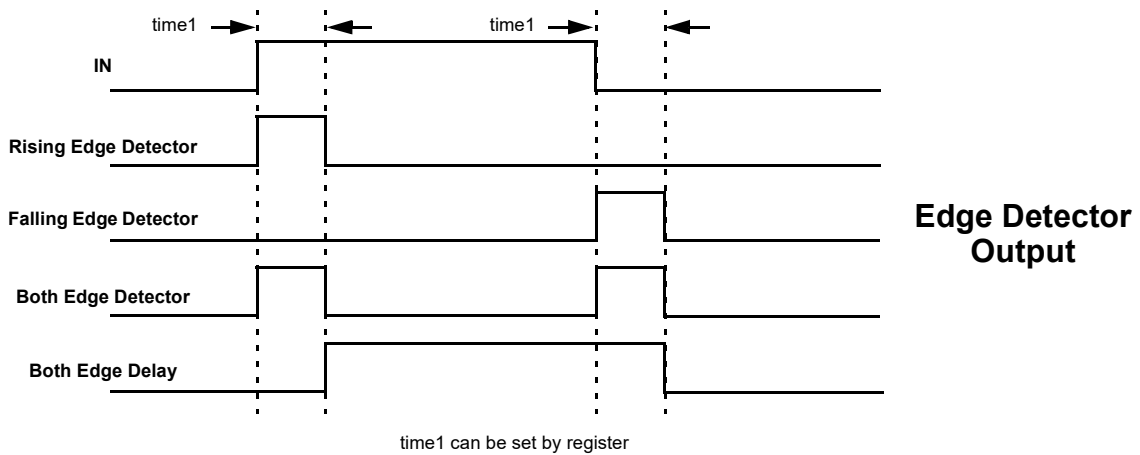 time1
time1
IN
Rising Edge Detector
Falling Edge Detector
Edge Detector
Output
Both Edge Detector
Both Edge Delay
time1 can be set by register